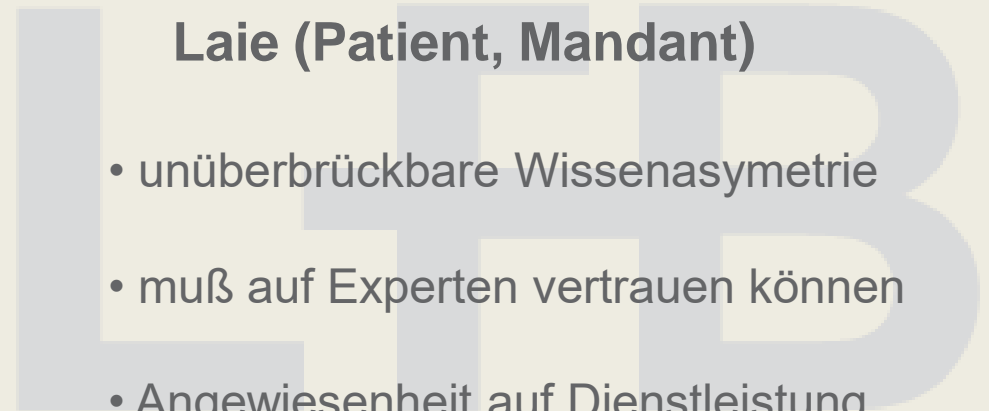 Laie (Patient, Mandant)
• unüberbrückbare Wissenasymetrie
• muß auf Experten vertrauen können
• Angewiesenheit auf Dienstleistung